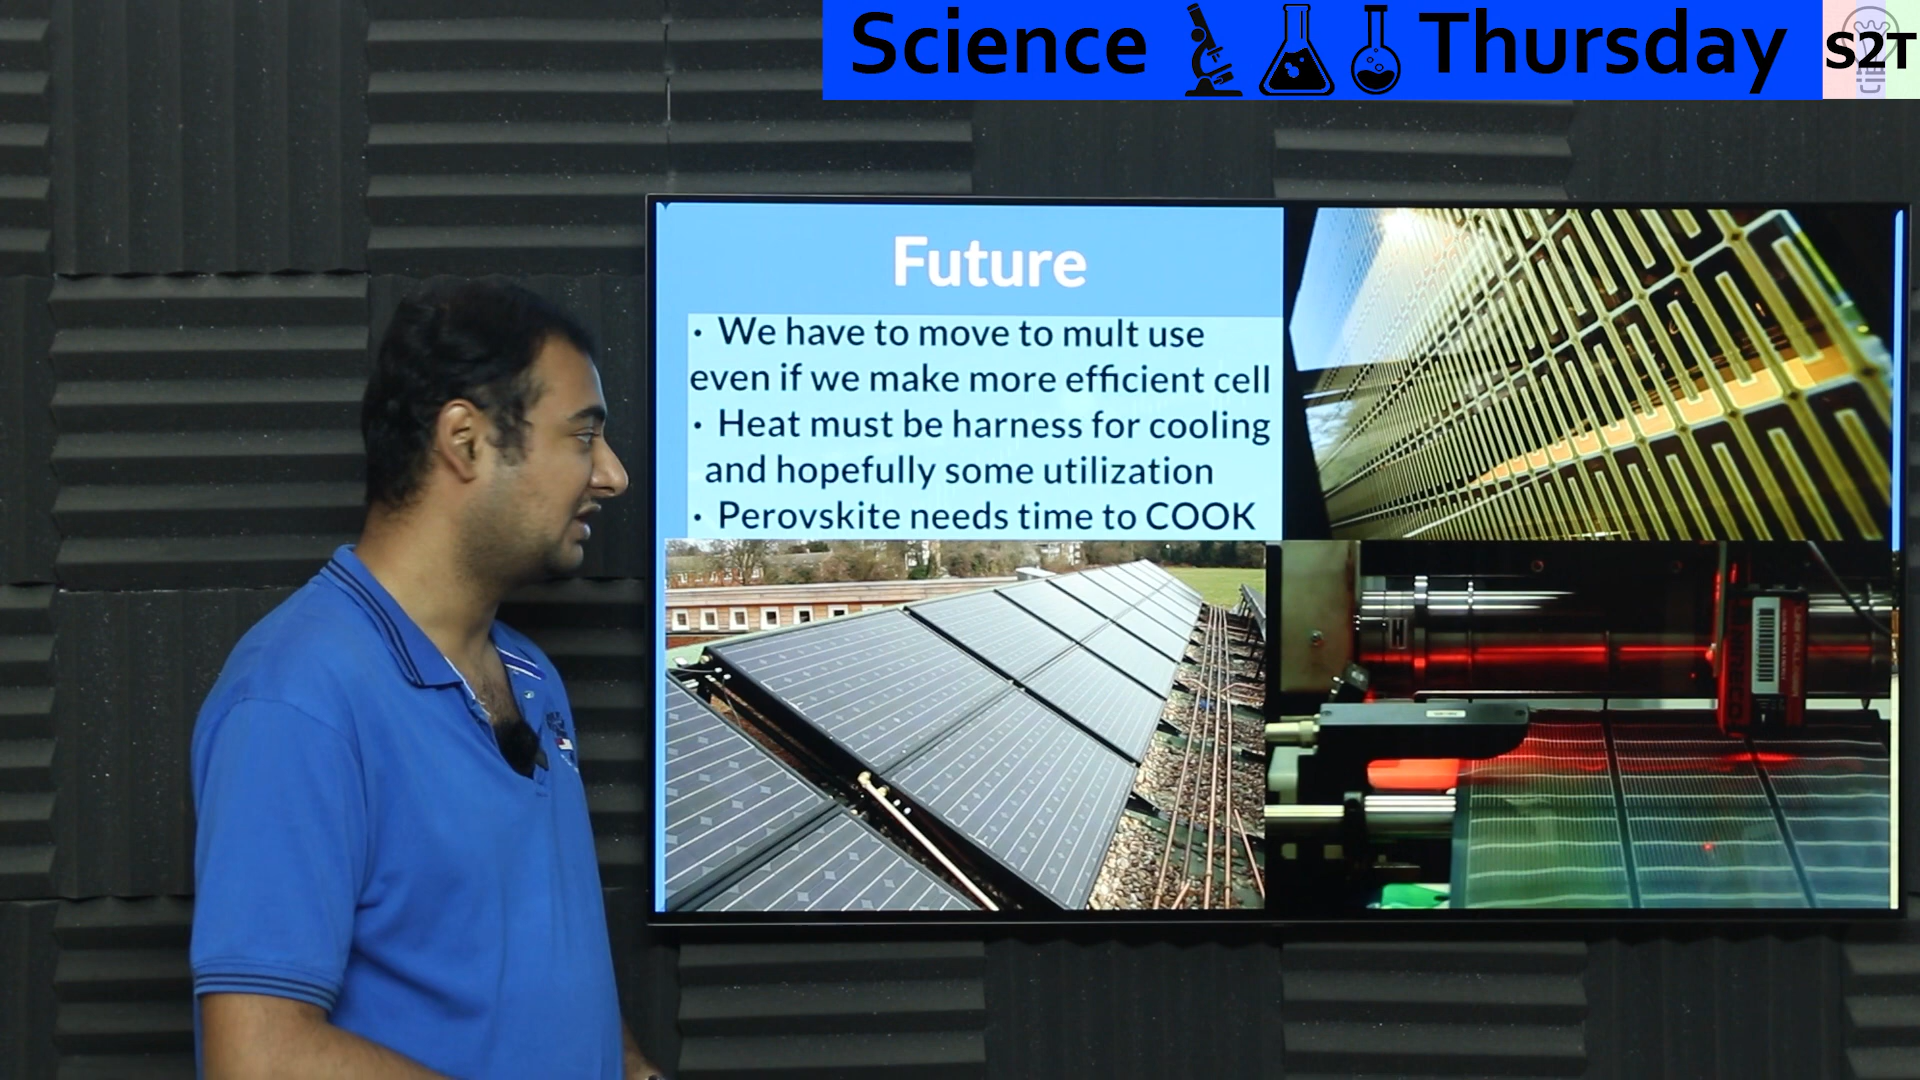 Science Thursday
S2T
Future
• We have to move to mult use
even if we make more efficient cell
• Heat must be harness for cooling
and hopefully some utilization
• Perovskite needs time to COOK